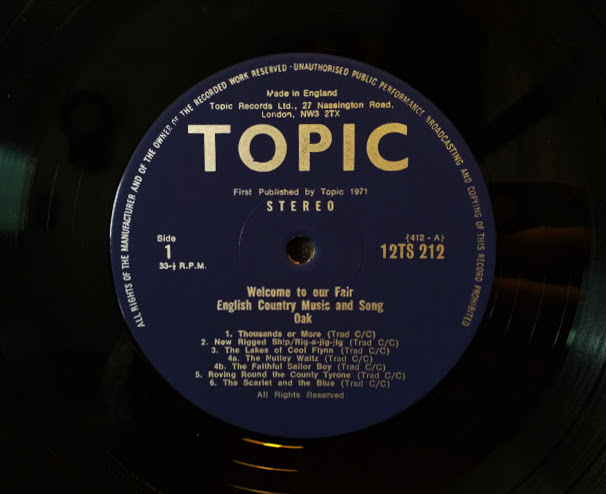 ALL RIGHTS OF THE MANUFACTURER AND OF THE OWNER OF THE RECORDED WORK RESERVED - UNAUTHORISED PUBLIC PERFORMANCE, BROADCASTING AND COPYING OF THIS RECORD PROHIBITED
Made in England
Topic Records Ltd., 27 Nassington Road,
London, NW3 2TX
TOPIC
First Published by Topic 1971
STEREO
Side
1
33-⅓ R.P.M.
(412 - A)
12TS 212
Welcome to our Fair
English Country Music and Song
Oak
1. Thousands or More (Trad C/C)
2. New Rigged Ship/Rig-a-jig-jig (Trad C/C)
3. The Lakes of Cool Flynn (Trad C/C)
4a. The Nutley Waltz (Trad C/C)
4b. The Faithful Sailor Boy (Trad C/C)
5. Roving Round the County Tyrone (Trad C/C)
6. The Scarlet and the Blue (Trad C/C)
All Rights Reserved